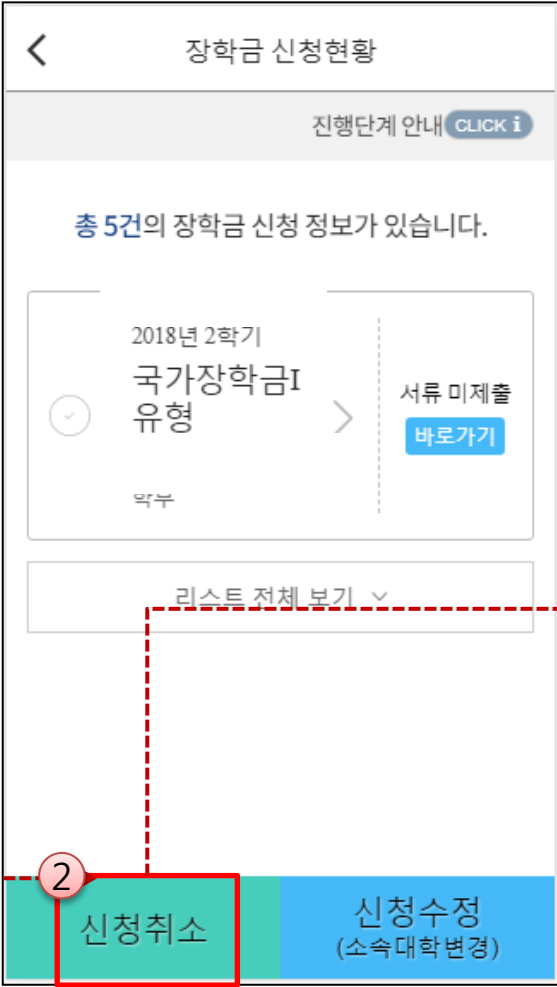 장학금 신청현황
진행단계 안내 CLICK i
총 5건의 장학금 신청 정보가 있습니다.
2018년 2학기
국가장학금I
유형
서류 미제출
바로가기
학부
리스트 전체 보기
2
신청취소
신청수정
(소속대학변경)